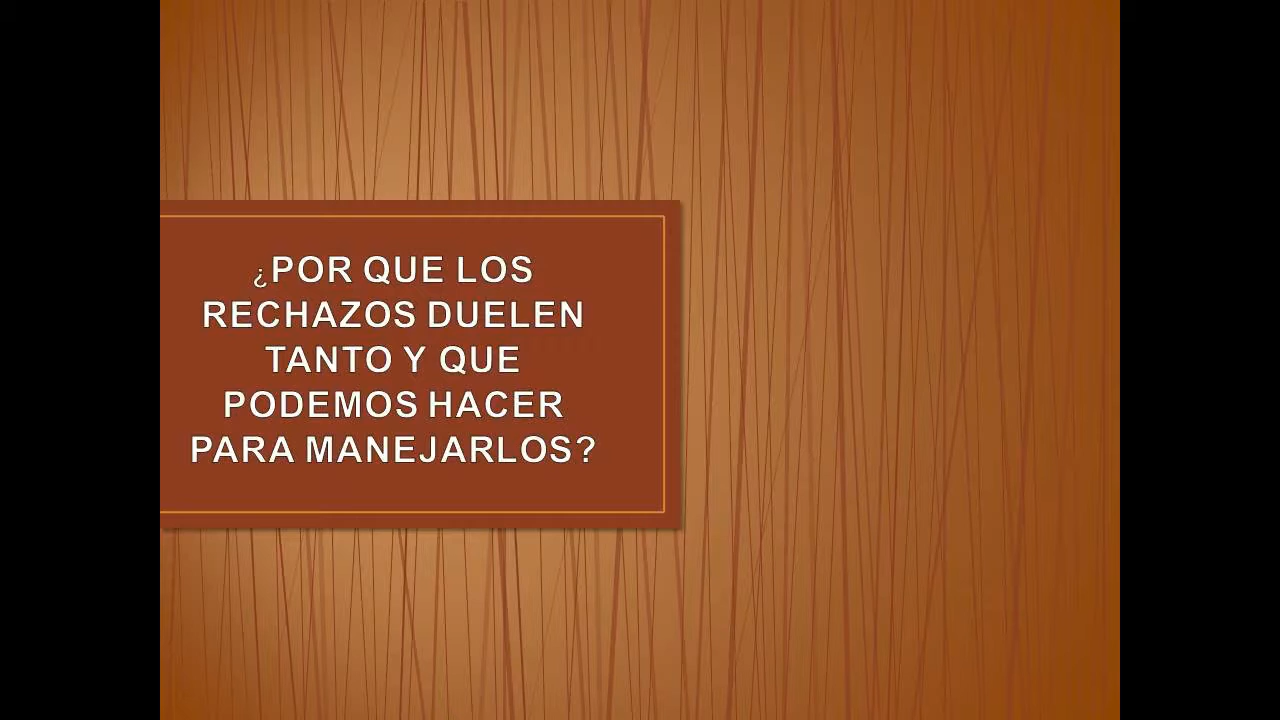 ¿POR QUE LOS
RECHAZOS DUELEN
TANTO Y QUE
PODEMOS HACER
PARA MANEJARLOS?